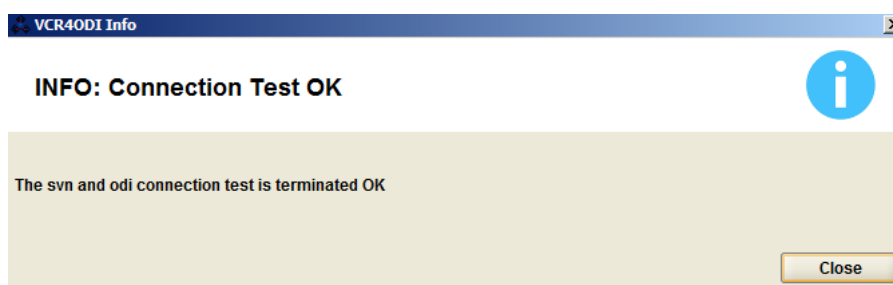 VCR4ODI Info
INFO: Connection Test OK
The svn and odi connection test is terminated OK
Close